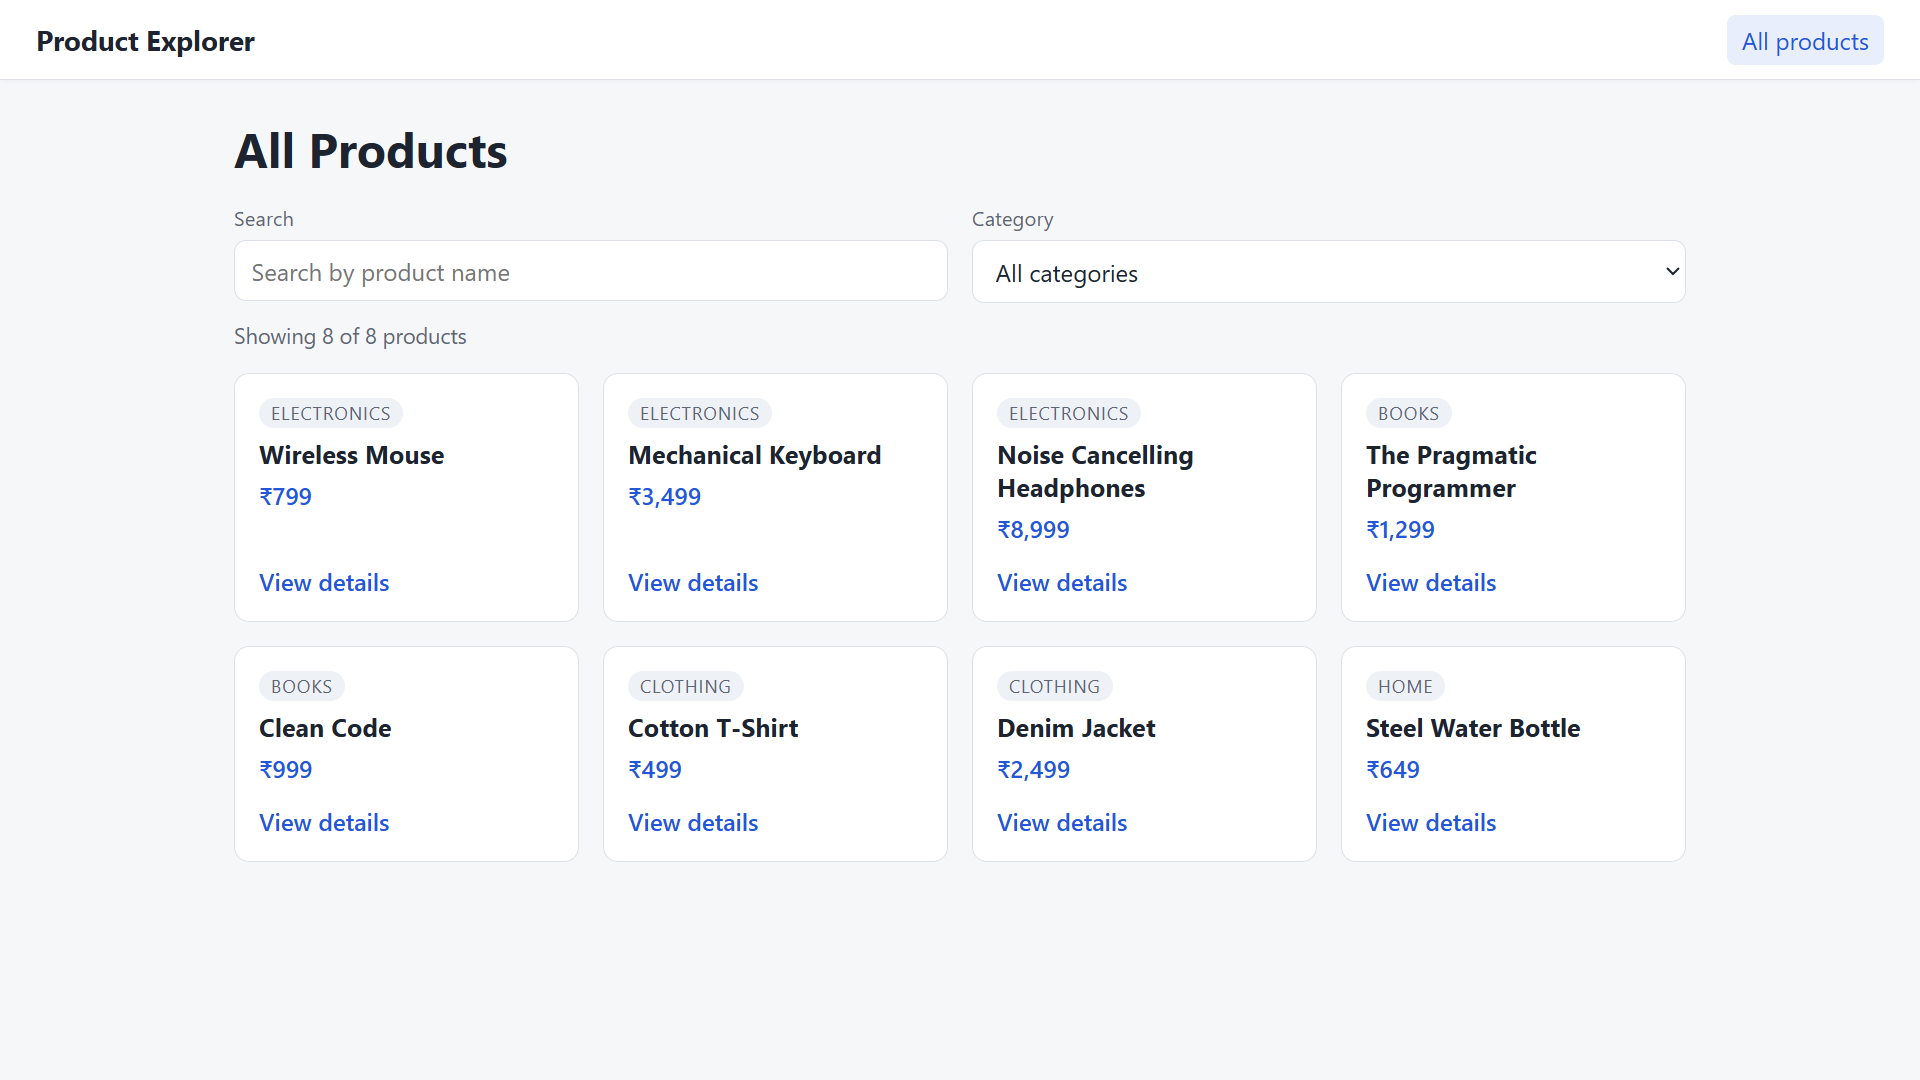 Product Explorer
All products
All Products
Search
Category
Search by product name
All categories
Showing 8 of 8 products
ELECTRONICS
Wireless Mouse
₹799
View details
ELECTRONICS
Mechanical Keyboard
₹3,499
View details
ELECTRONICS
Noise Cancelling
Headphones
₹8,999
View details
BOOKS
The Pragmatic
Programmer
₹1,299
View details
BOOKS
Clean Code
₹999
View details
CLOTHING
Cotton T-Shirt
₹499
View details
CLOTHING
Denim Jacket
₹2,499
View details
HOME
Steel Water Bottle
₹649
View details